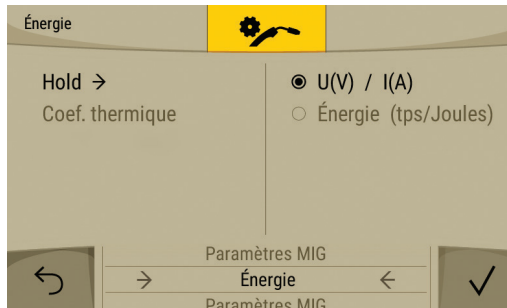 Énergie
Hold →
Coef. thermique
U(V) / I(A)
Énergie (tps/Joules)
Paramètres MIG
→ Énergie ←
Paramètres MIG